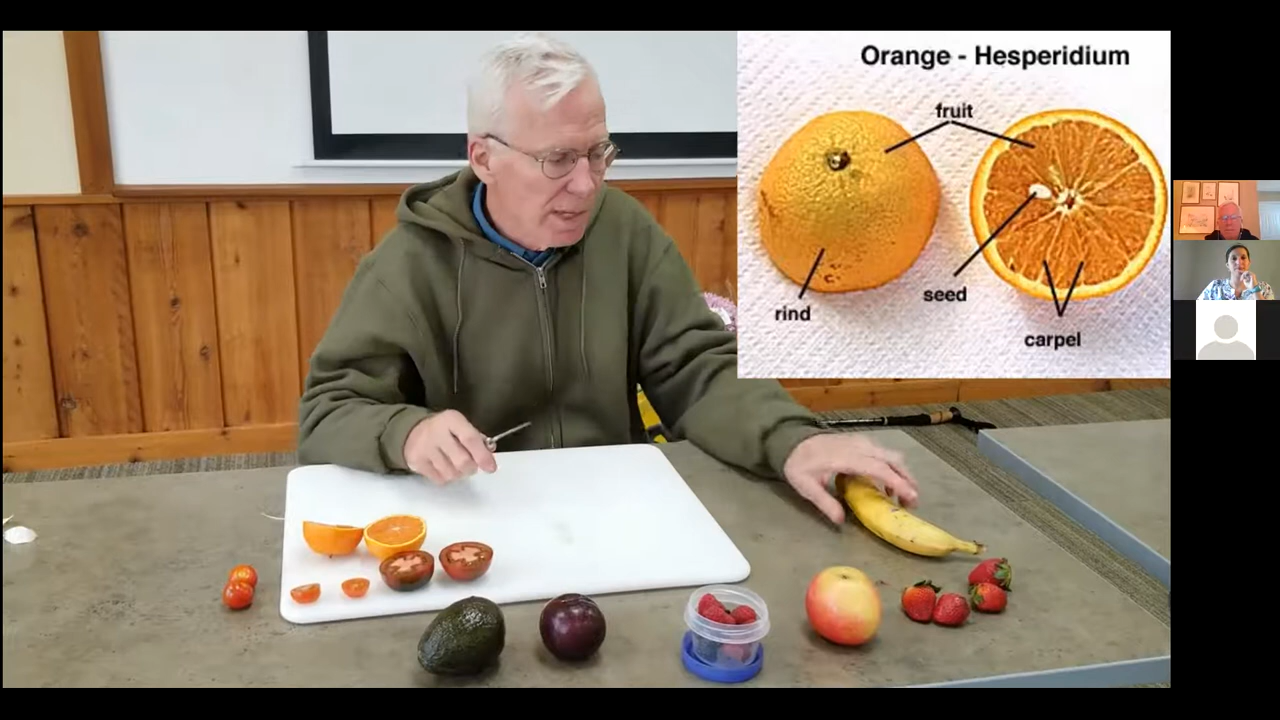 Orange - Hesperidium
fruit
seed
rind
carpel